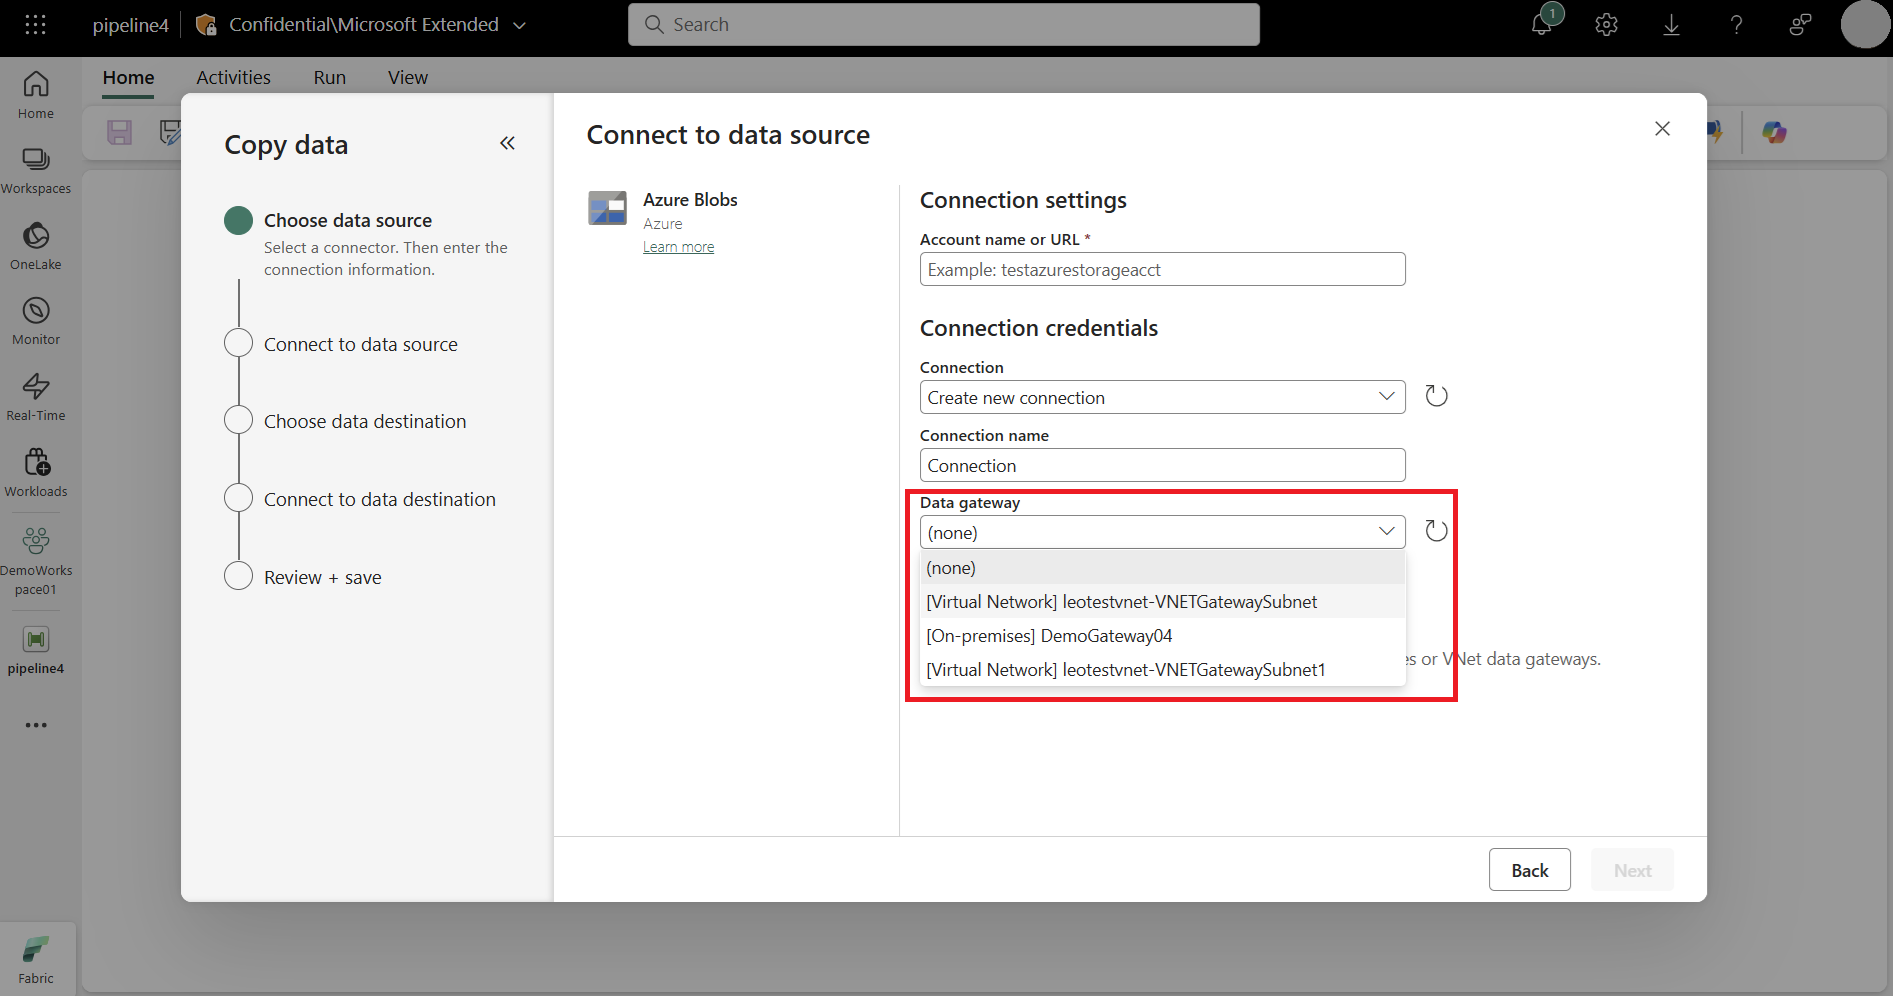 pipeline4
Confidential\Microsoft Extended
Search
1
Home
Activities
Run
View
Home
Workspaces
OneLake
Monitor
Real-Time
Workloads
DemoWorks
pace01
pipeline4
Fabric
Copy data
Choose data source
Select a connector. Then enter the
connection information.
Connect to data source
Choose data destination
Connect to data destination
Review + save
Connect to data source
Azure Blobs
Azure
Learn more
Connection settings
Account name or URL *
Example: testazurestorageacct
Connection credentials
Connection
Create new connection
Connection name
Connection
Data gateway
(none)
(none)
[Virtual Network] leotestvnet-VNETGatewaySubnet
[On-premises] DemoGateway04
[Virtual Network] leotestvnet-VNETGatewaySubnet1
or VNet data gateways.
Back
Next